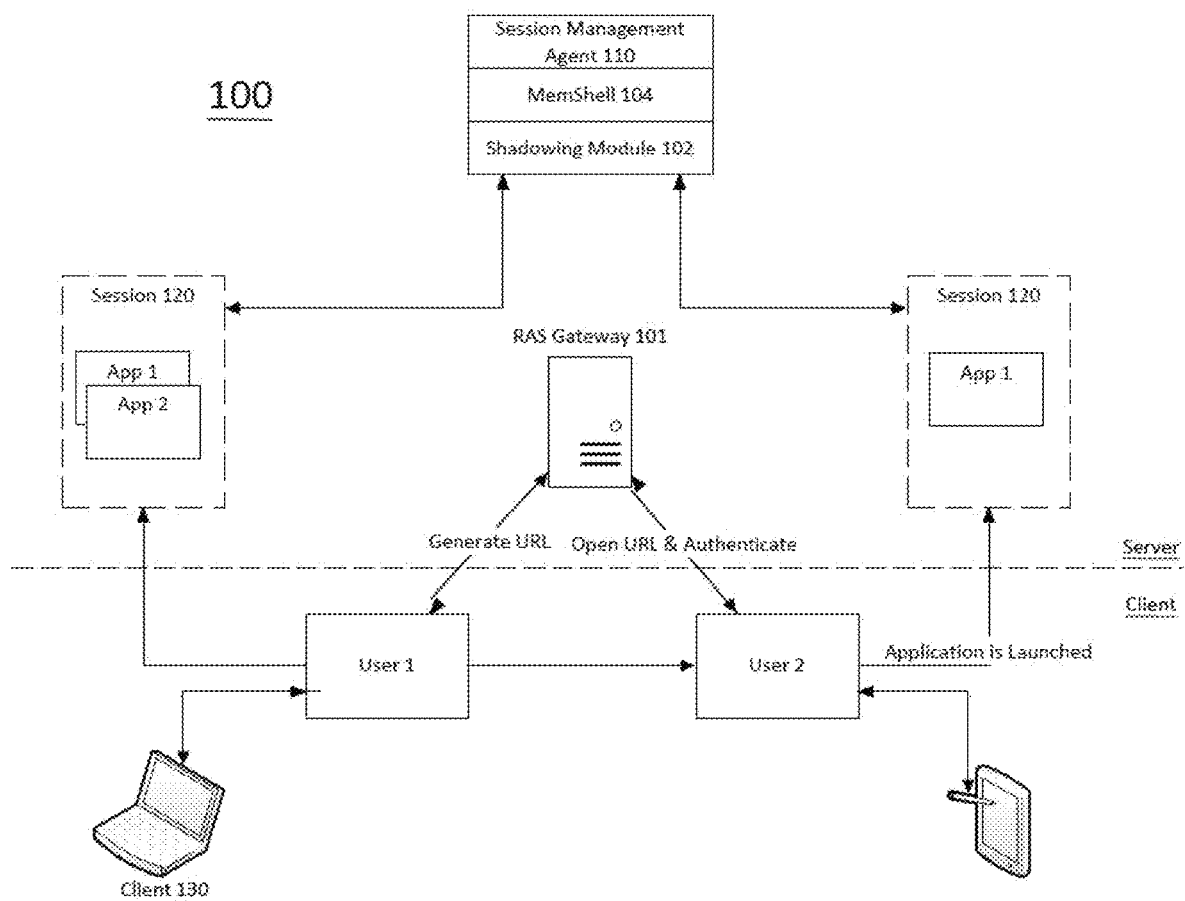 Session Management
Agent 110
100
MemShell 104
Shadowing Module 102
Session 120
Session 120
RAS Gateway 101
App 1
App 2
App 1
Generate URL
Open URL & Authenticate
Server
Client
User 1
User 2
Application is Launched
Client 130